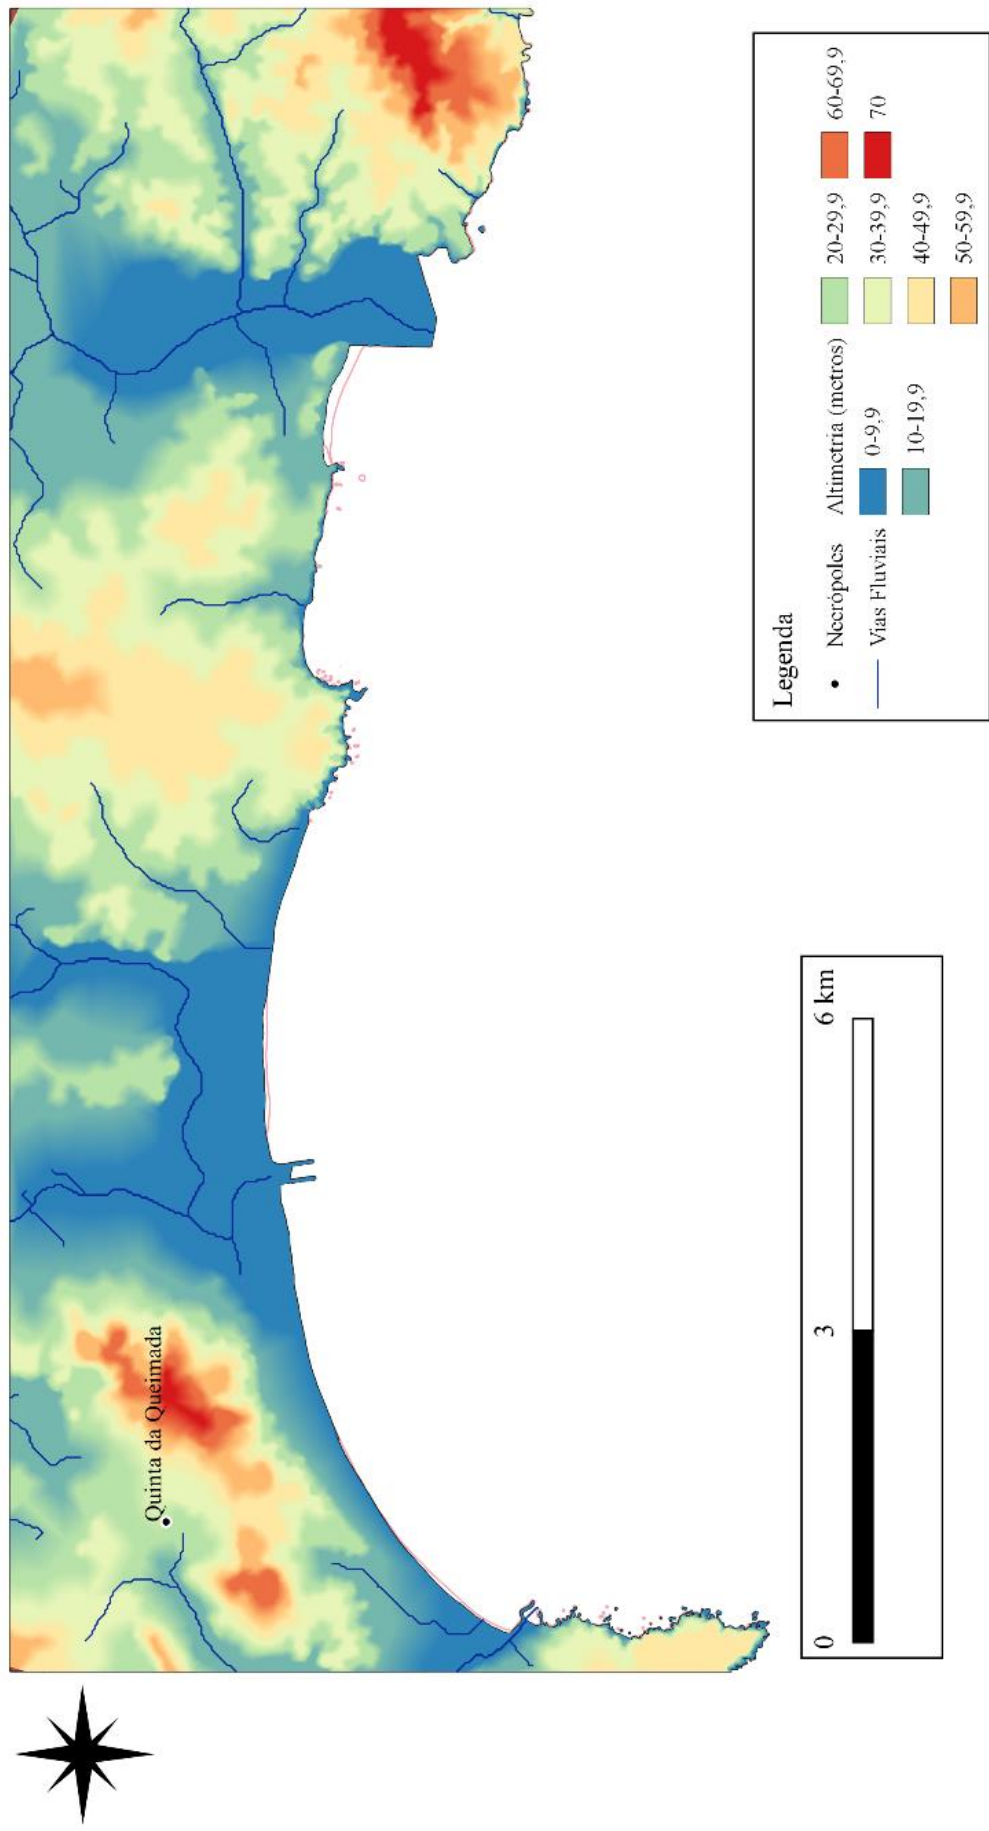 Quinta da Queimada
0 3 6 km
Legenda
Necrópoles
Vias Fluviais
Altimetria (metros)
0-9,9
10-19,9
20-29,9
30-39,9
40-49,9
50-59,9
60-69,9
70